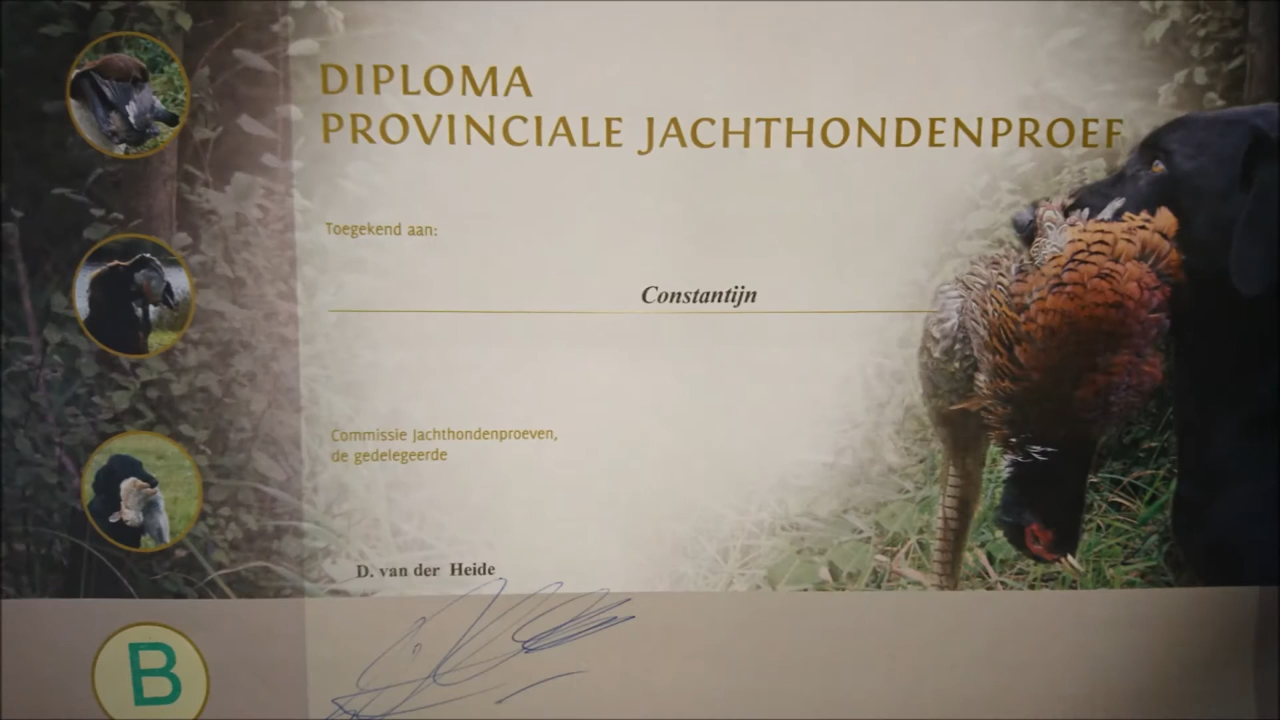 DIPLOMA
PROVINCIALE JACHTHONDENPROEF
Toegekend aan:
Constantijn
Commissie Jachthondenproeven,
de gedelegeerde
D. van der Heide
B